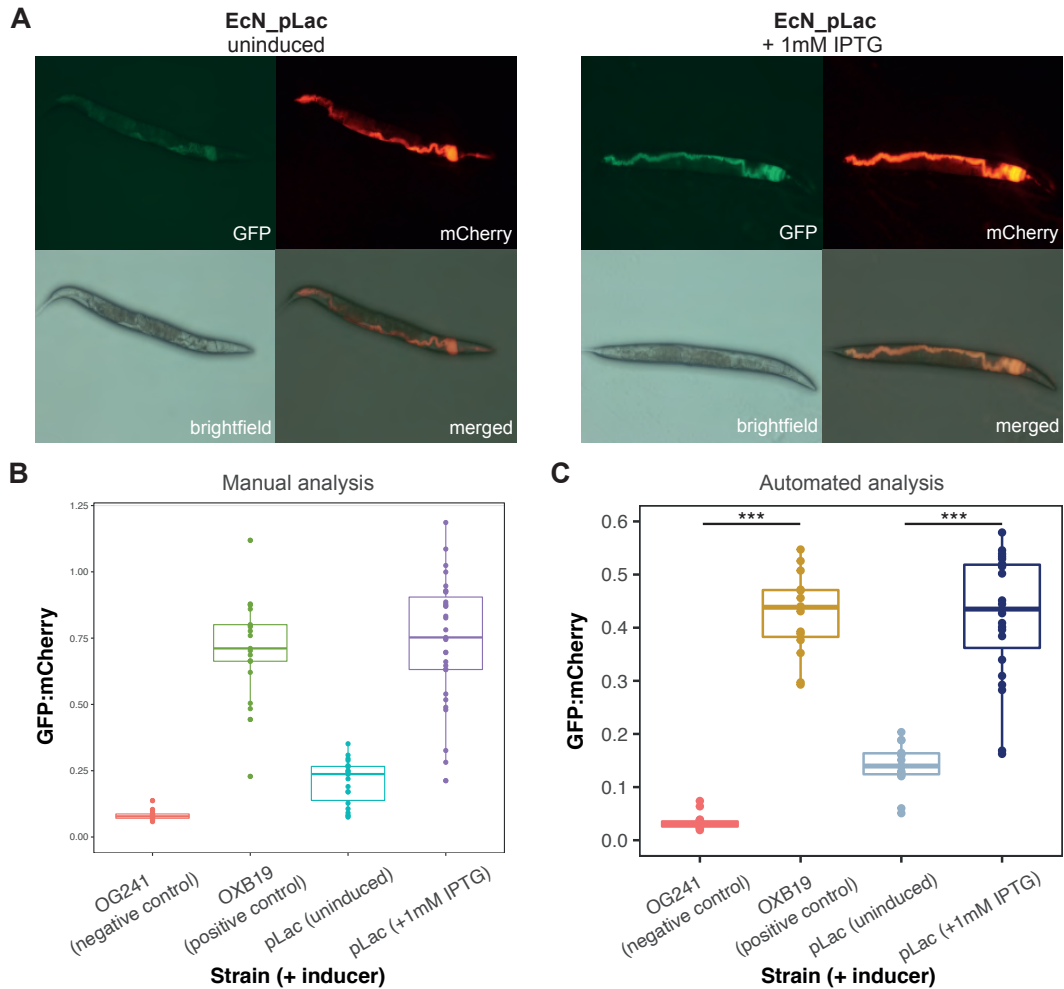 A
EcN_pLac
uninduced
GFP
mCherry
brightfield
merged
EcN_pLac
+ 1mM IPTG
GFP
mCherry
brightfield
merged
B
Manual analysis
GFP:mCherry
1.25
1.00
0.75
0.50
0.25
0.00
OG241
(negative control)
OXB19
(positive control)
pLac (uninduced)
pLac (+1mM IPTG)
Strain (+ inducer)
C
Automated analysis
GFP:mCherry
0.6
0.5
0.4
0.3
0.2
0.1
0.0
***
***
OG241
(negative control)
OXB19
(positive control)
pLac (uninduced)
pLac (+1mM IPTG)
Strain (+ inducer)